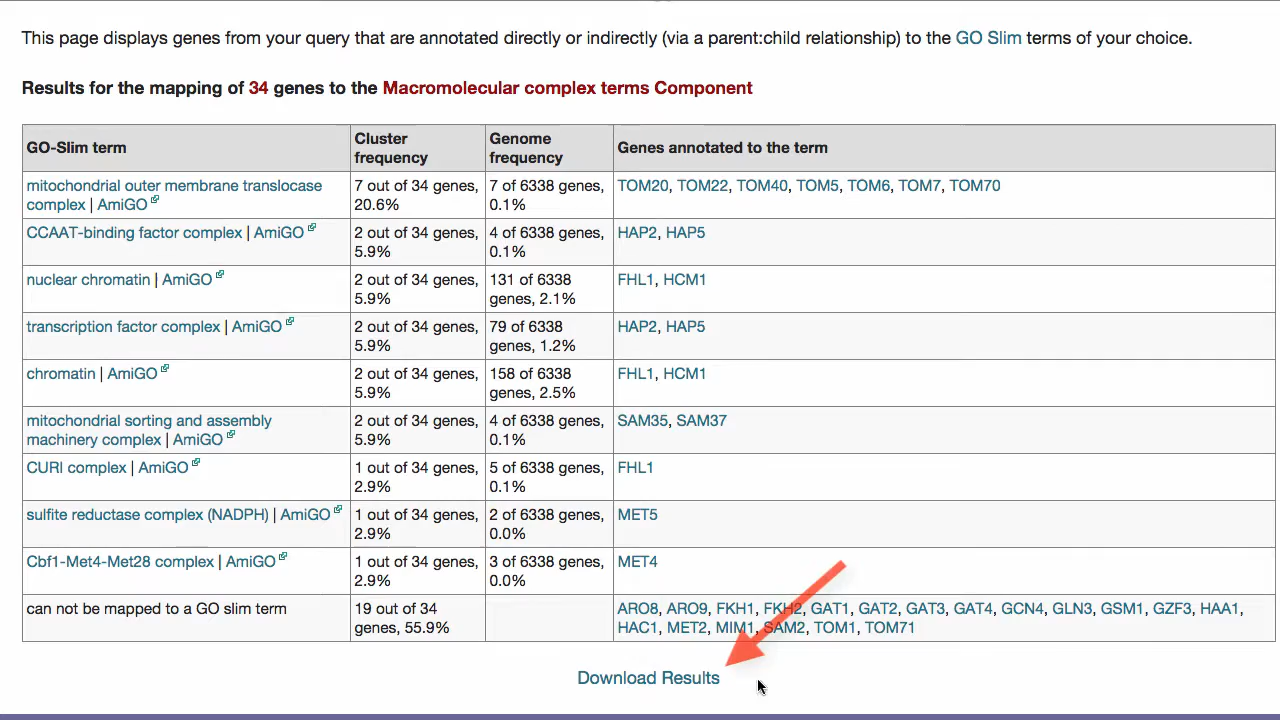 This page displays genes from your query that are annotated directly or indirectly (via a parent:child relationship) to the GO Slim terms of your choice.
Results for the mapping of 34 genes to the Macromolecular complex terms Component
GO-Slim term
Cluster
frequency
Genome
frequency
Genes annotated to the term
mitochondrial outer membrane translocase
complex | AmiGO
7 out of 34 genes,
20.6%
7 of 6338 genes,
0.1%
TOM20, TOM22, TOM40, TOM5, TOM6, TOM7, TOM70
CCAAT-binding factor complex | AmiGO
2 out of 34 genes,
5.9%
4 of 6338 genes,
0.1%
HAP2, HAP5
nuclear chromatin | AmiGO
2 out of 34 genes,
5.9%
131 of 6338
genes, 2.1%
FHL1, HCM1
transcription factor complex | AmiGO
2 out of 34 genes,
5.9%
79 of 6338
genes, 1.2%
HAP2, HAP5
chromatin | AmiGO
2 out of 34 genes,
5.9%
158 of 6338
genes, 2.5%
FHL1, HCM1
mitochondrial sorting and assembly
machinery complex | AmiGO
2 out of 34 genes,
5.9%
4 of 6338 genes,
0.1%
SAM35, SAM37
CURI complex | AmiGO
1 out of 34 genes,
2.9%
5 of 6338 genes,
0.1%
FHL1
sulfite reductase complex (NADPH) | AmiGO
1 out of 34 genes,
2.9%
2 of 6338 genes,
0.0%
MET5
Cbf1-Met4-Met28 complex | AmiGO
1 out of 34 genes,
2.9%
3 of 6338 genes,
0.0%
MET4
can not be mapped to a GO slim term
19 out of 34
genes, 55.9%
ARO8, ARO9, FKH1, FKH2, GAT1, GAT2, GAT3, GAT4, GCN4, GLN3, GSM1, GZF3, HAA1,
HAC1, MET2, MIM1, SAM2, TOM1, TOM71
Download Results